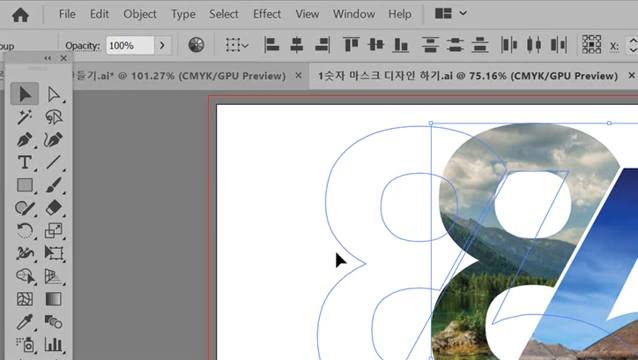 File Edit Object Type Select Effect View Window Help
Opacity: 100% X:
들기.ai* @ 101.27% (CMYK/GPU Preview) × 1숫자 마스크 디자인 하기.ai @ 75.16% (CMYK/GPU Preview) ×